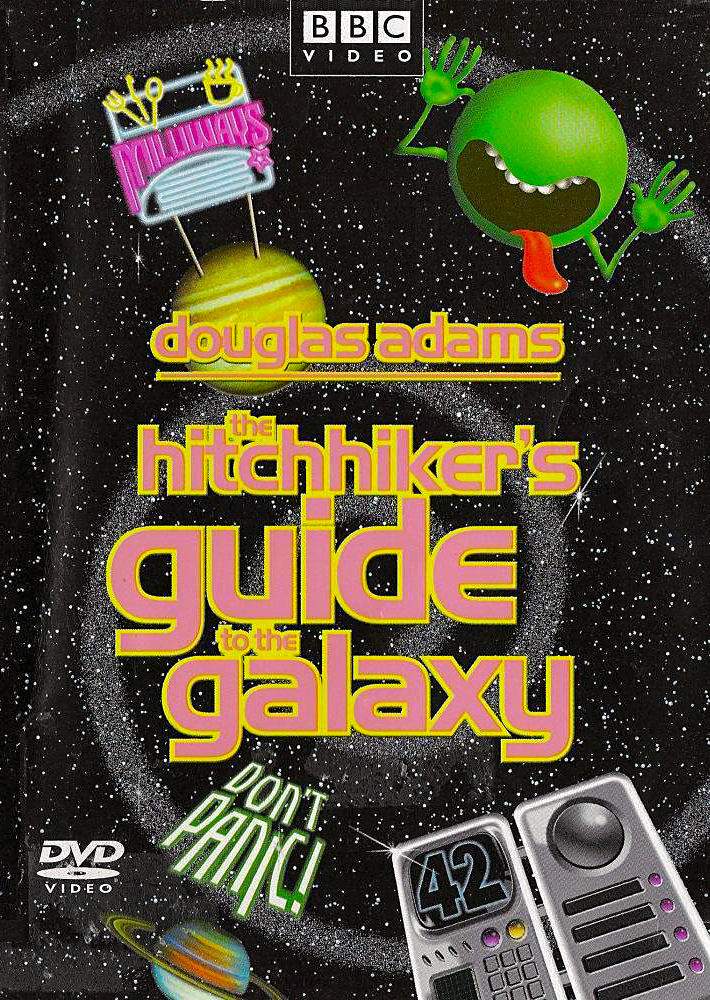 BBC
VIDEO
MILLIWAYS
douglas adams
the
hitchhiker's
guide
to the
galaxy
DON'T
PANIC!
DVD
VIDEO
42